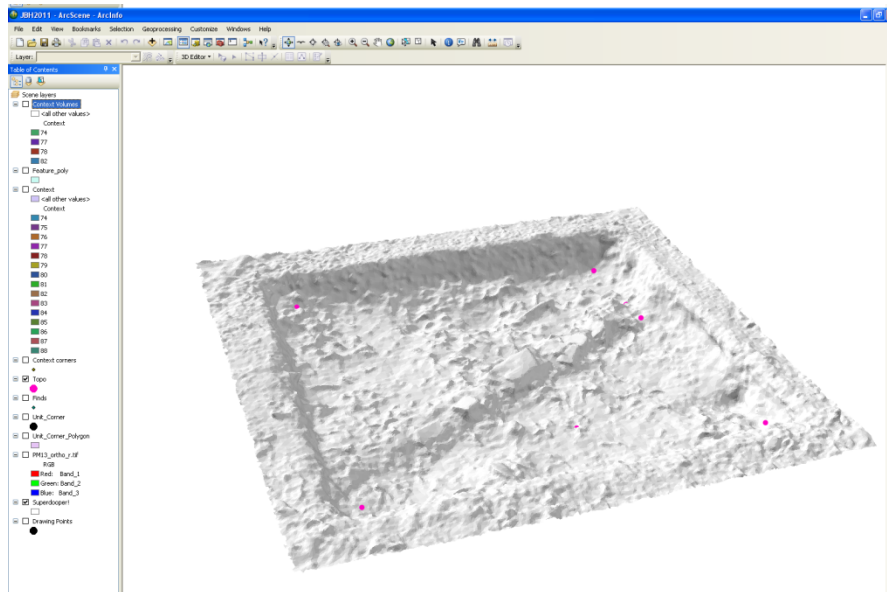 JBH2011 - ArcScene - ArcInfo
File Edit View Bookmarks Selection Geoprocessing Customize Windows Help
Layer: 3D Editor
Table of Contents
Scene layers
Context Volumes
<all other values>
Context
74
77
78
82
Feature_poly
Context
<all other values>
Context
74
75
76
77
78
79
80
81
82
83
84
85
86
87
88
Context corners
Topo
Finds
Unit_Corner
Unit_Corner_Polygon
PM13_ortho_r.tif
RGB
Red: Band_1
Green: Band_2
Blue: Band_3
Superdooper!
Drawing Points